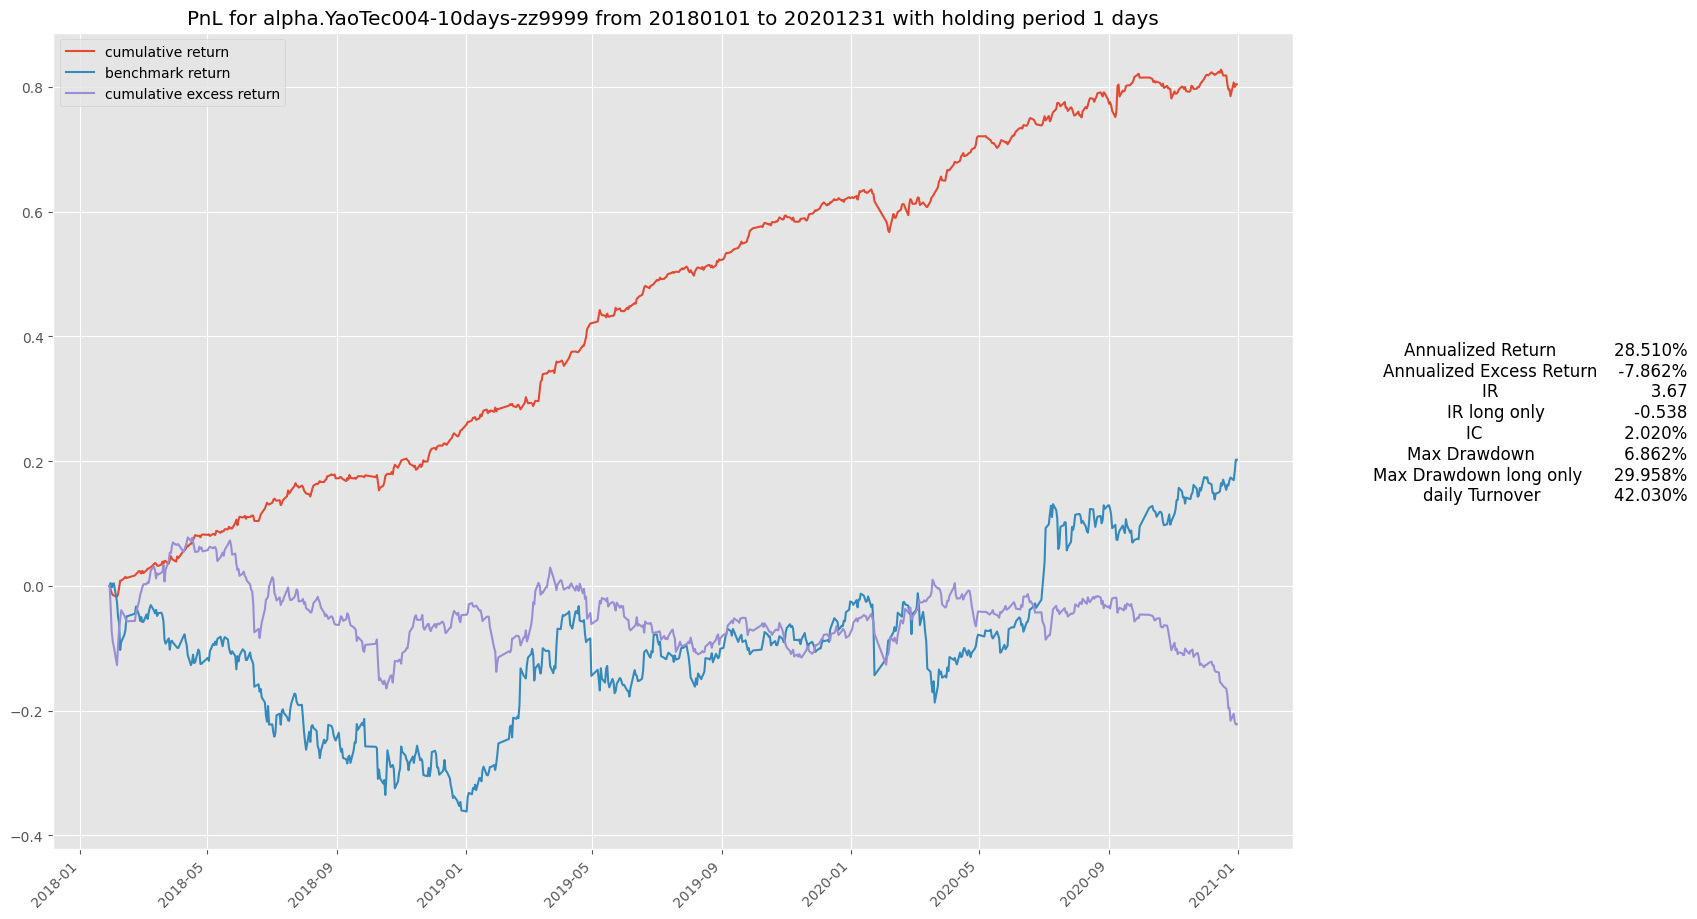 PnL for alpha.YaoTec004-10days-zz9999 from 20180101 to 20201231 with holding period 1 days
cumulative return
benchmark return
cumulative excess return
0.8
0.6
0.4
0.2
0.0
−0.2
−0.4
2018-01
2018-05
2018-09
2019-01
2019-05
2019-09
2020-01
2020-05
2020-09
2021-01
Annualized Return 28.510%
Annualized Excess Return -7.862%
IR 3.67
IR long only -0.538
IC 2.020%
Max Drawdown 6.862%
Max Drawdown long only 29.958%
daily Turnover 42.030%